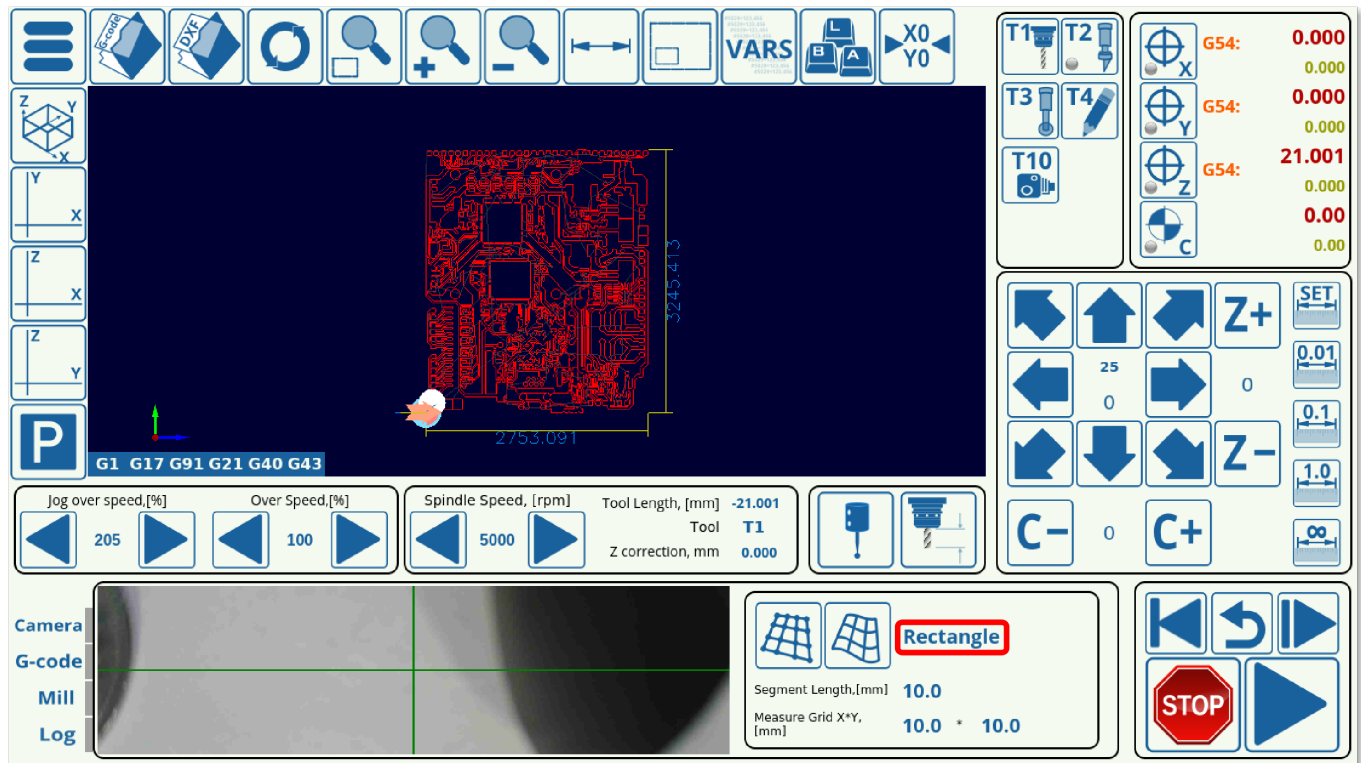 G-code
DXF
VARS
L
B A
X0
Y0
T1 T2
T3 T4
T10
X
G54: 0.000
0.000
Y
G54: 0.000
0.000
Z
G54: 21.001
0.000
C
0.00
0.00
Z Y
X
Y
X
Z
X
Z
Y
P
3245.413
2753.091
G1 G17 G91 G21 G40 G43
SET
Z+
0.01
25
0
0
0.1
Z-
1.0
C-
0
C+
∞
Jog over speed,[%]
205
Over Speed,[%]
100
Spindle Speed, [rpm]
5000
Tool Length, [mm] -21.001
Tool T1
Z correction, mm 0.000
Camera
G-code
Mill
Log
Rectangle
Segment Length,[mm] 10.0
Measure Grid X*Y,
[mm]
10.0 * 10.0
STOP